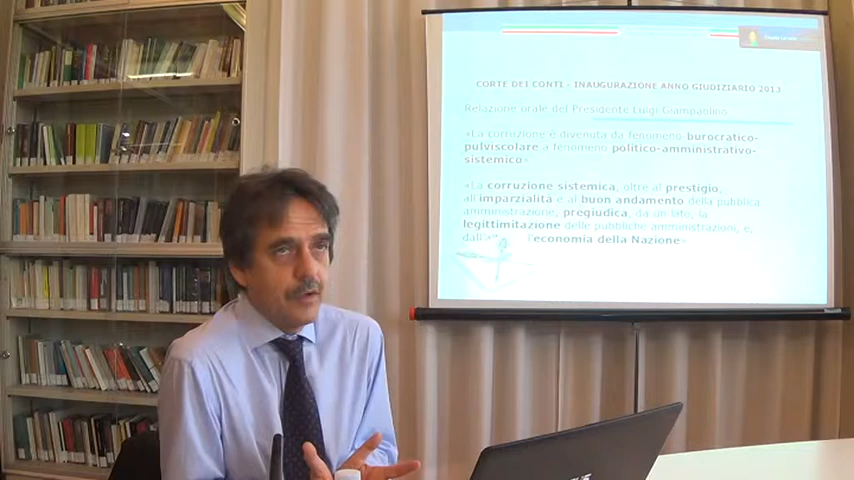 CORTE DEI CONTI - INAUGURAZIONE ANNO GIUDIZIARIO 2013
Relazione orale del Presidente Luigi Giampaolino
«La corruzione è divenuta da fenomeno burocratico-
pulviscolare a fenomeno politico-amministrativo-
sistemico»
«La corruzione sistemica, oltre al prestigio,
all'imparzialità e al buon andamento della pubblica
amministrazione, pregiudica, da un lato, la
legittimitazione delle pubbliche amministrazioni, e,
l'economia della Nazione»